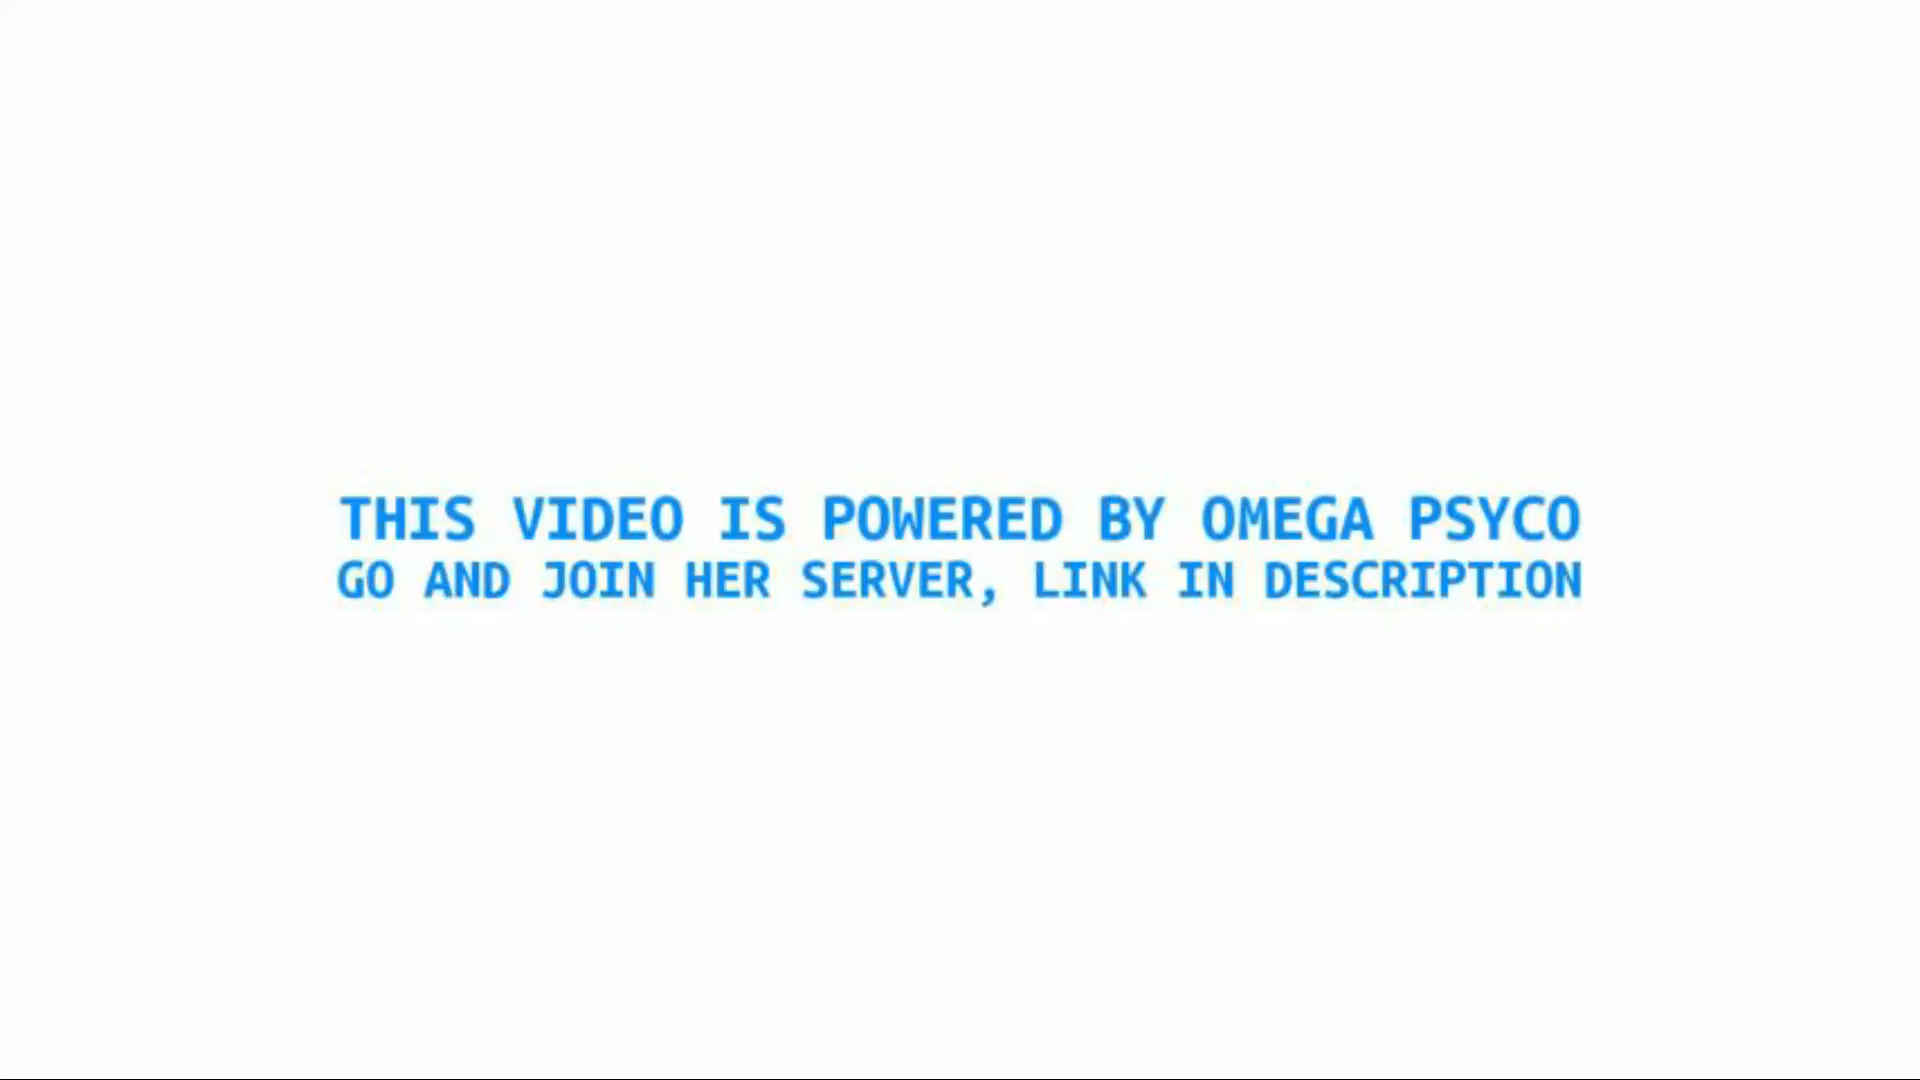 THIS VIDEO IS POWERED BY OMEGA PSYCO
GO AND JOIN HER SERVER, LINK IN DESCRIPTION